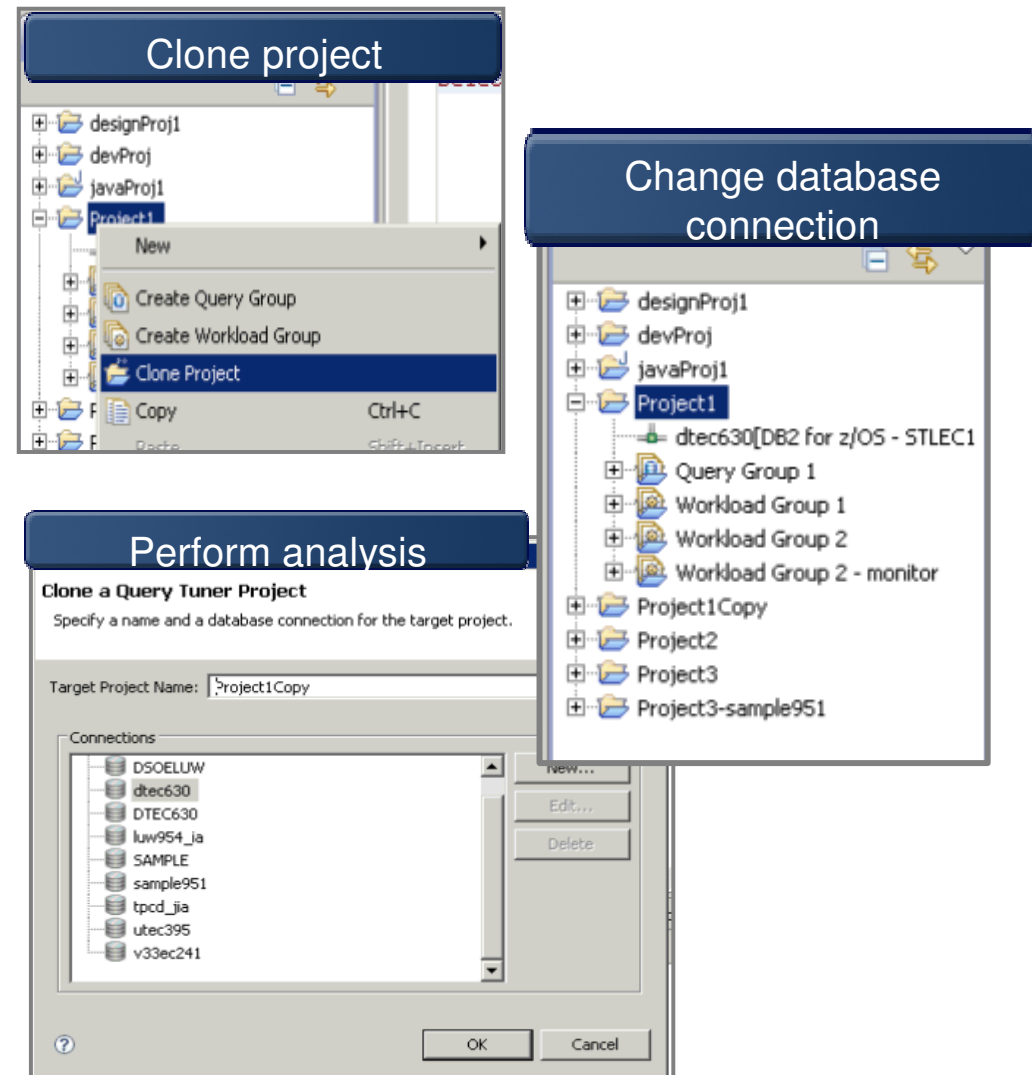 Clone project
designProj1
devProj
javaProj1
Project1
New
Create Query Group
Create Workload Group
Clone Project
Copy Ctrl+C
Paste Shift+Insert
Change database
connection
designProj1
devProj
javaProj1
Project1
dtec630[DB2 for z/OS - STLEC1
Query Group 1
Workload Group 1
Workload Group 2
Workload Group 2 - monitor
Project1Copy
Project2
Project3
Project3-sample951
Perform analysis
Clone a Query Tuner Project
Specify a name and a database connection for the target project.
Target Project Name: Project1Copy
Connections
DSOELUW
dtec630
DTEC630
luw954_ia
SAMPLE
sample951
tpcd_jia
utec395
v33ec241
New...
Edit...
Delete
OK Cancel